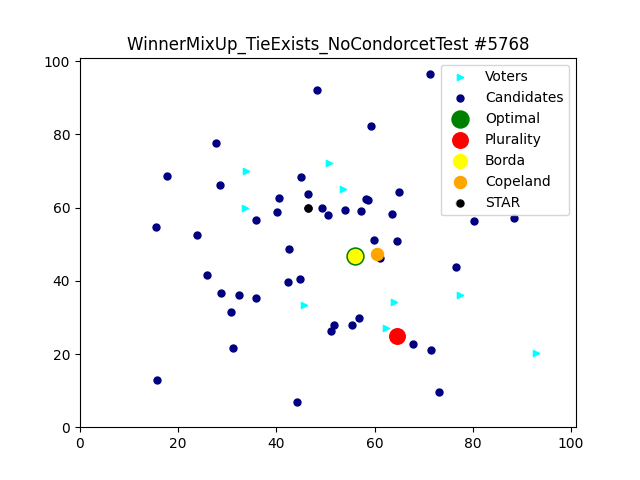 WinnerMixUp_TieExists_NoCondorcetTest #5768
Voters
Candidates
Optimal
Plurality
Borda
Copeland
STAR
100
80
60
40
20
0
0 20 40 60 80 100